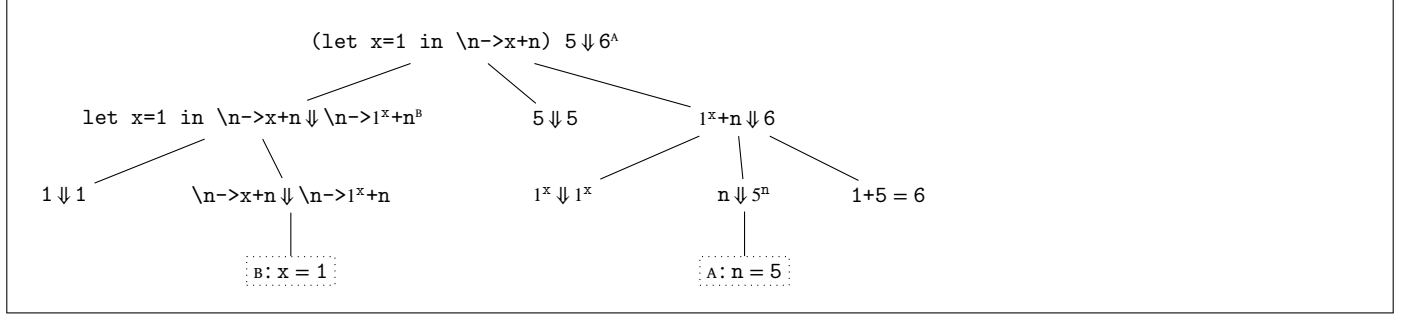 (let x=1 in \n->x+n) 5 ⇓ 6ᴬ
let x=1 in \n->x+n ⇓ \n->1ˣ+nᴮ 5 ⇓ 5 1ˣ+n ⇓ 6
1 ⇓ 1 \n->x+n ⇓ \n->1ˣ+n 1ˣ ⇓ 1ˣ n ⇓ 5ⁿ 1+5 = 6
B: x = 1 A: n = 5